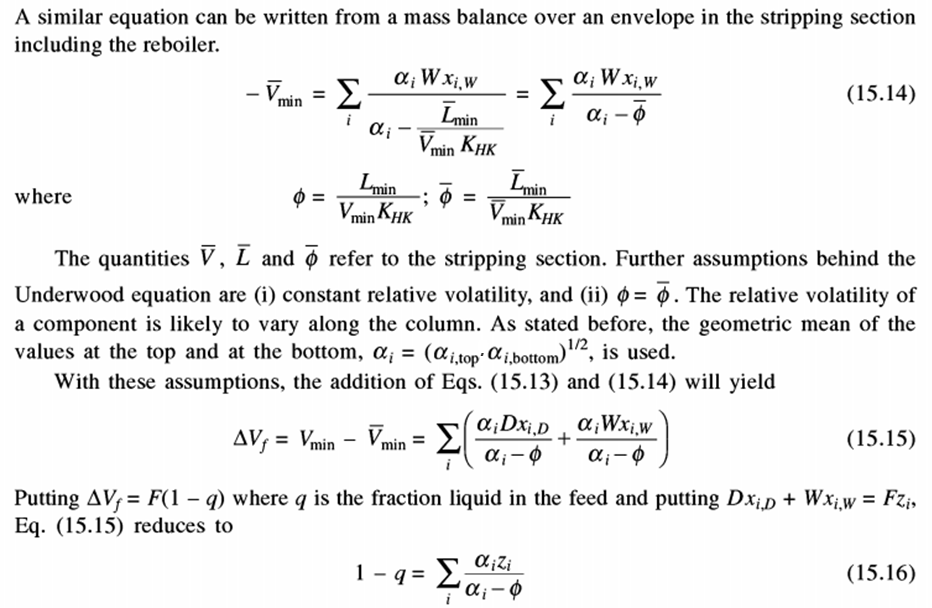 A similar equation can be written from a mass balance over an envelope in the stripping section
including the reboiler.
$-\overline{V}_{\min} = \sum_i \frac{\alpha_i W x_{i,W}}{\alpha_i - \frac{\overline{L}_{\min}}{\overline{V}_{\min} K_{HK}}} = \sum_i \frac{\alpha_i W x_{i,W}}{\alpha_i - \overline{\phi}}$ (15.14)
where $\phi = \frac{L_{\min}}{V_{\min} K_{HK}}; \overline{\phi} = \frac{\overline{L}_{\min}}{\overline{V}_{\min} K_{HK}}$
The quantities $\overline{V}$, $\overline{L}$ and $\overline{\phi}$ refer to the stripping section. Further assumptions behind the
Underwood equation are (i) constant relative volatility, and (ii) $\phi = \overline{\phi}$. The relative volatility of
a component is likely to vary along the column. As stated before, the geometric mean of the
values at the top and at the bottom, $\alpha_i = (\alpha_{i,\text{top}} \cdot \alpha_{i,\text{bottom}})^{1/2}$, is used.
With these assumptions, the addition of Eqs. (15.13) and (15.14) will yield
$\Delta V_f = V_{\min} - \overline{V}_{\min} = \sum_i \left( \frac{\alpha_i D x_{i,D}}{\alpha_i - \phi} + \frac{\alpha_i W x_{i,W}}{\alpha_i - \phi} \right)$ (15.15)
Putting $\Delta V_f = F(1 - q)$ where $q$ is the fraction liquid in the feed and putting $Dx_{i,D} + Wx_{i,W} = Fz_i$,
Eq. (15.15) reduces to
$1 - q = \sum_i \frac{\alpha_i z_i}{\alpha_i - \phi}$ (15.16)